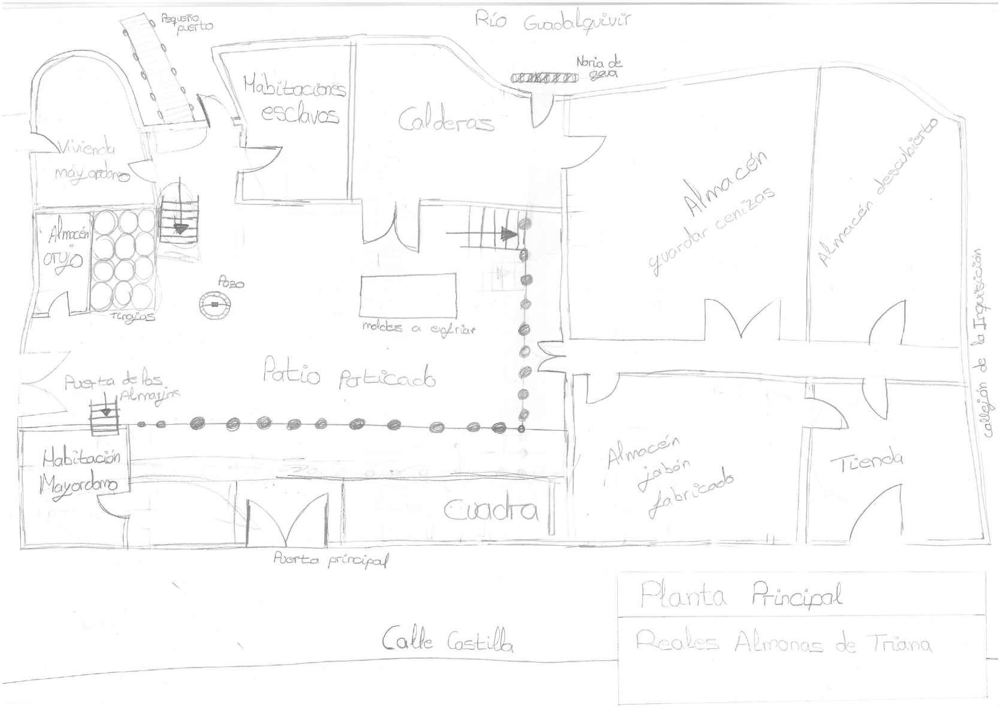 Pequeño
puerto
Río Guadalquivir
Noria de
agua
Habitaciones
esclavos
Calderas
Vivienda
máyordomo
Almacén
guardar cenizas
Almacén descubierto
callejón de la Inquisición
Almacén
orujo
Tinajas
Pozo
moldes a enfriar
Patio porticado
Puerta de los
Almarjos
Habitación
Mayordomo
Cuadra
Almacén
jabón
fabricado
Tienda
Puerta principal
Calle Castilla
Planta Principal
Reales Almonas de Triana